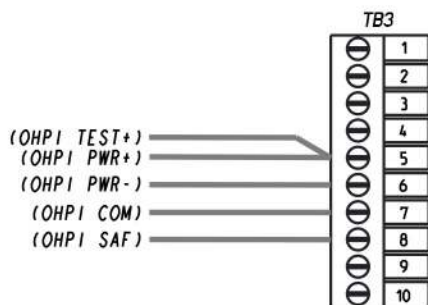 TB3
1
2
3
4
(OHPI TEST+)
(OHPI PWR+) 5
(OHPI PWR-) 6
(OHPI COM) 7
(OHPI SAF) 8
9
10